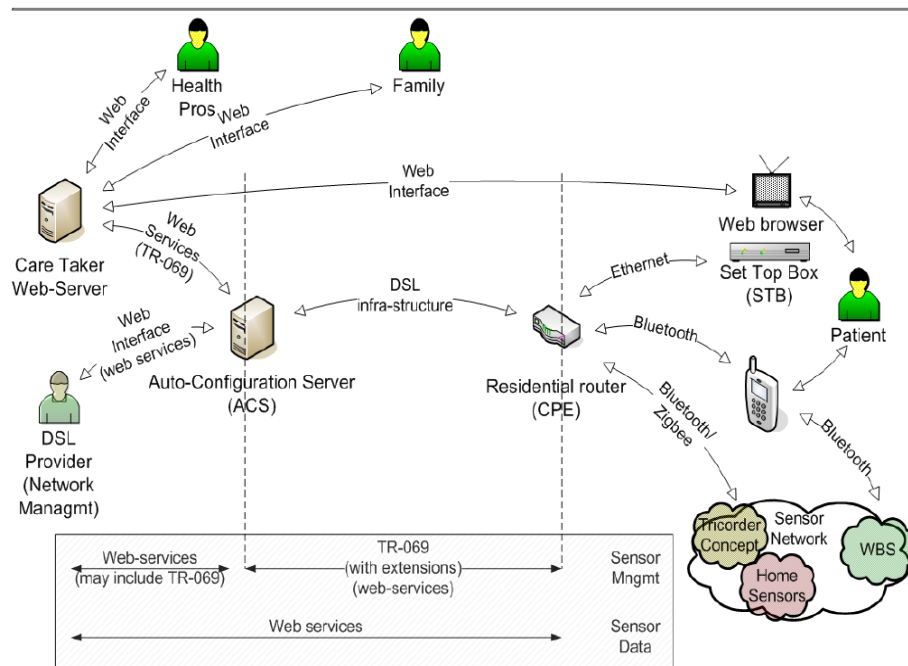 Health
Pros
Family
Web
Interface
Web
Interface
Web
Interface
Web browser
Care Taker
Web-Server
Web
Services
(TR-069)
Ethernet
Set Top Box
(STB)
DSL
infra-structure
Patient
Web
Interface
(web services)
Bluetooth
Auto-Configuration Server
(ACS)
Residential router
(CPE)
Bluetooth/
Zigbee
Bluetooth
DSL
Provider
(Network
Managmt)
Tricorder
Concept
Sensor
Network
WBS
Home
Sensors
Web-services
(may include TR-069)
TR-069
(with extensions)
(web-services)
Sensor
Mngmt
Web services
Sensor
Data